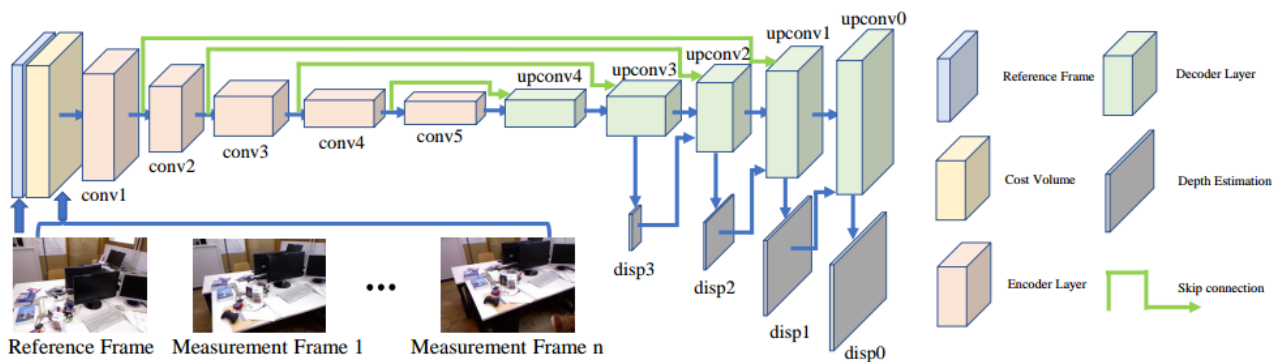 conv1
conv2
conv3
conv4
conv5
upconv4
upconv3
upconv2
upconv1
upconv0
disp3
disp2
disp1
disp0
Reference Frame
Measurement Frame 1
•••
Measurement Frame n
Reference Frame
Decoder Layer
Cost Volume
Depth Estimation
Encoder Layer
Skip connection